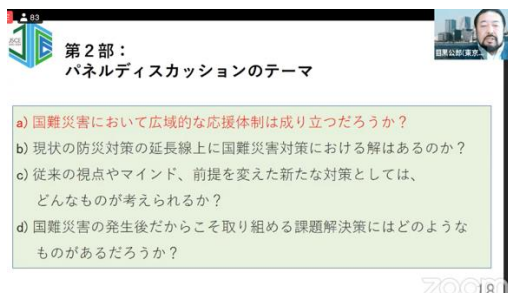 83
第２部：
パネルディスカッションのテーマ
目黒公郎(東京…
a) 国難災害において広域的な応援体制は成り立つだろうか？
b) 現状の防災対策の延長線上に国難災害対策における解はあるのか？
c) 従来の視点やマインド、前提を変えた新たな対策としては、
どんなものが考えられるか？
d) 国難災害の発生後だからこそ取り組める課題解決策にはどのような
ものがあるだろうか？
zoom
181